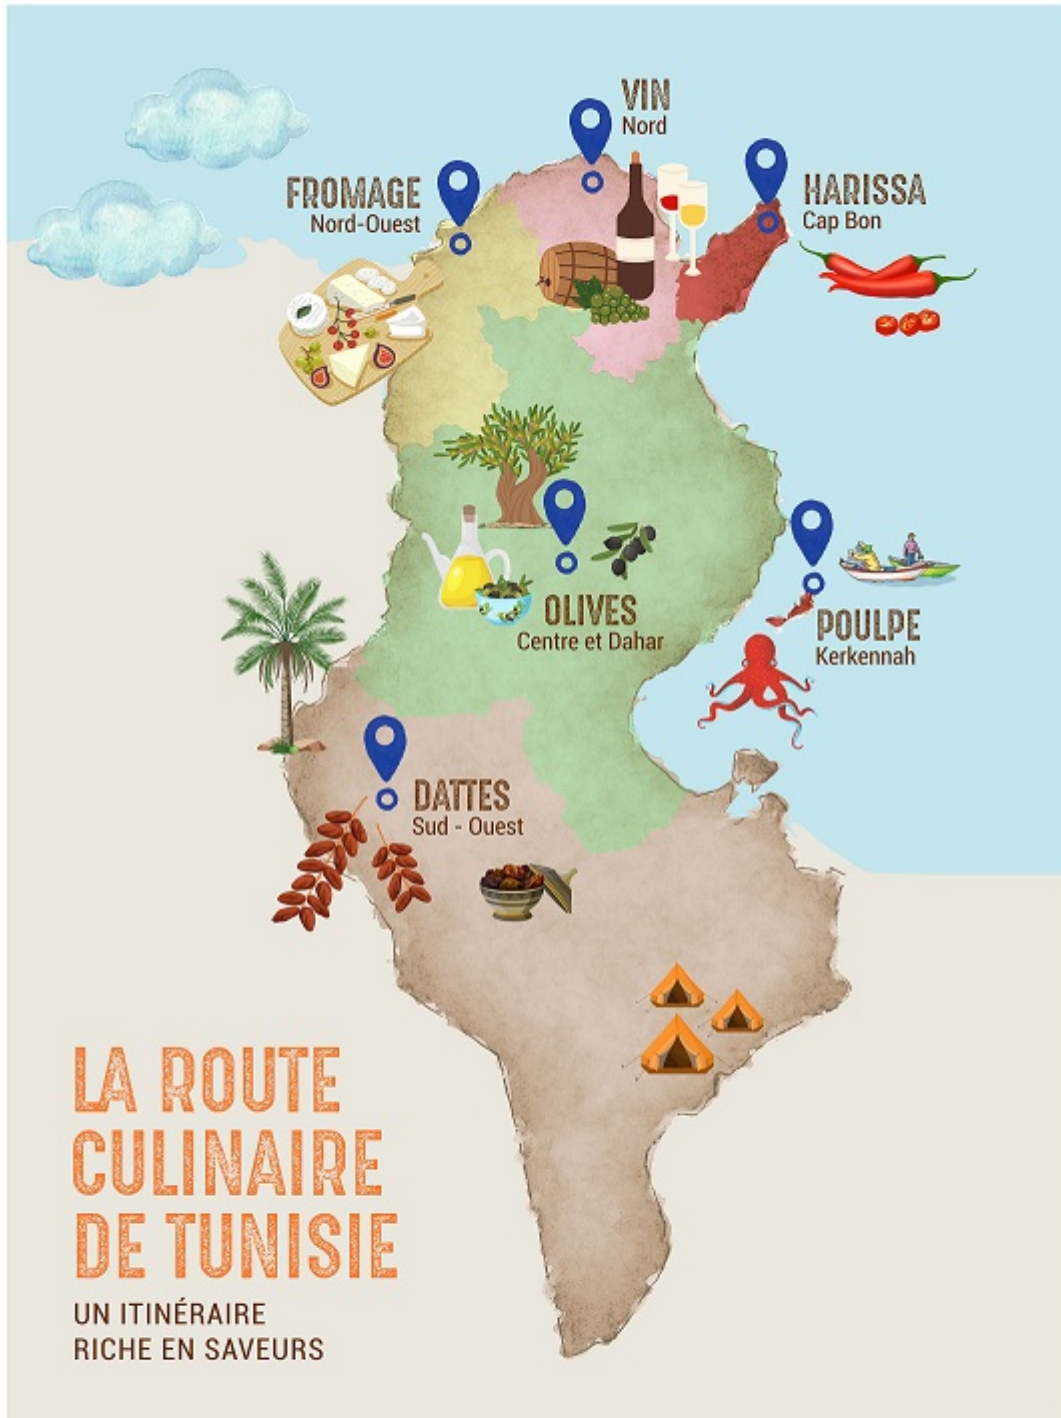 VIN
Nord
FROMAGE
Nord-Ouest
HARISSA
Cap Bon
OLIVES
Centre et Dahar
POULPE
Kerkennah
DATTES
Sud - Ouest
LA ROUTE
CULINAIRE
DE TUNISIE
UN ITINÉRAIRE
RICHE EN SAVEURS